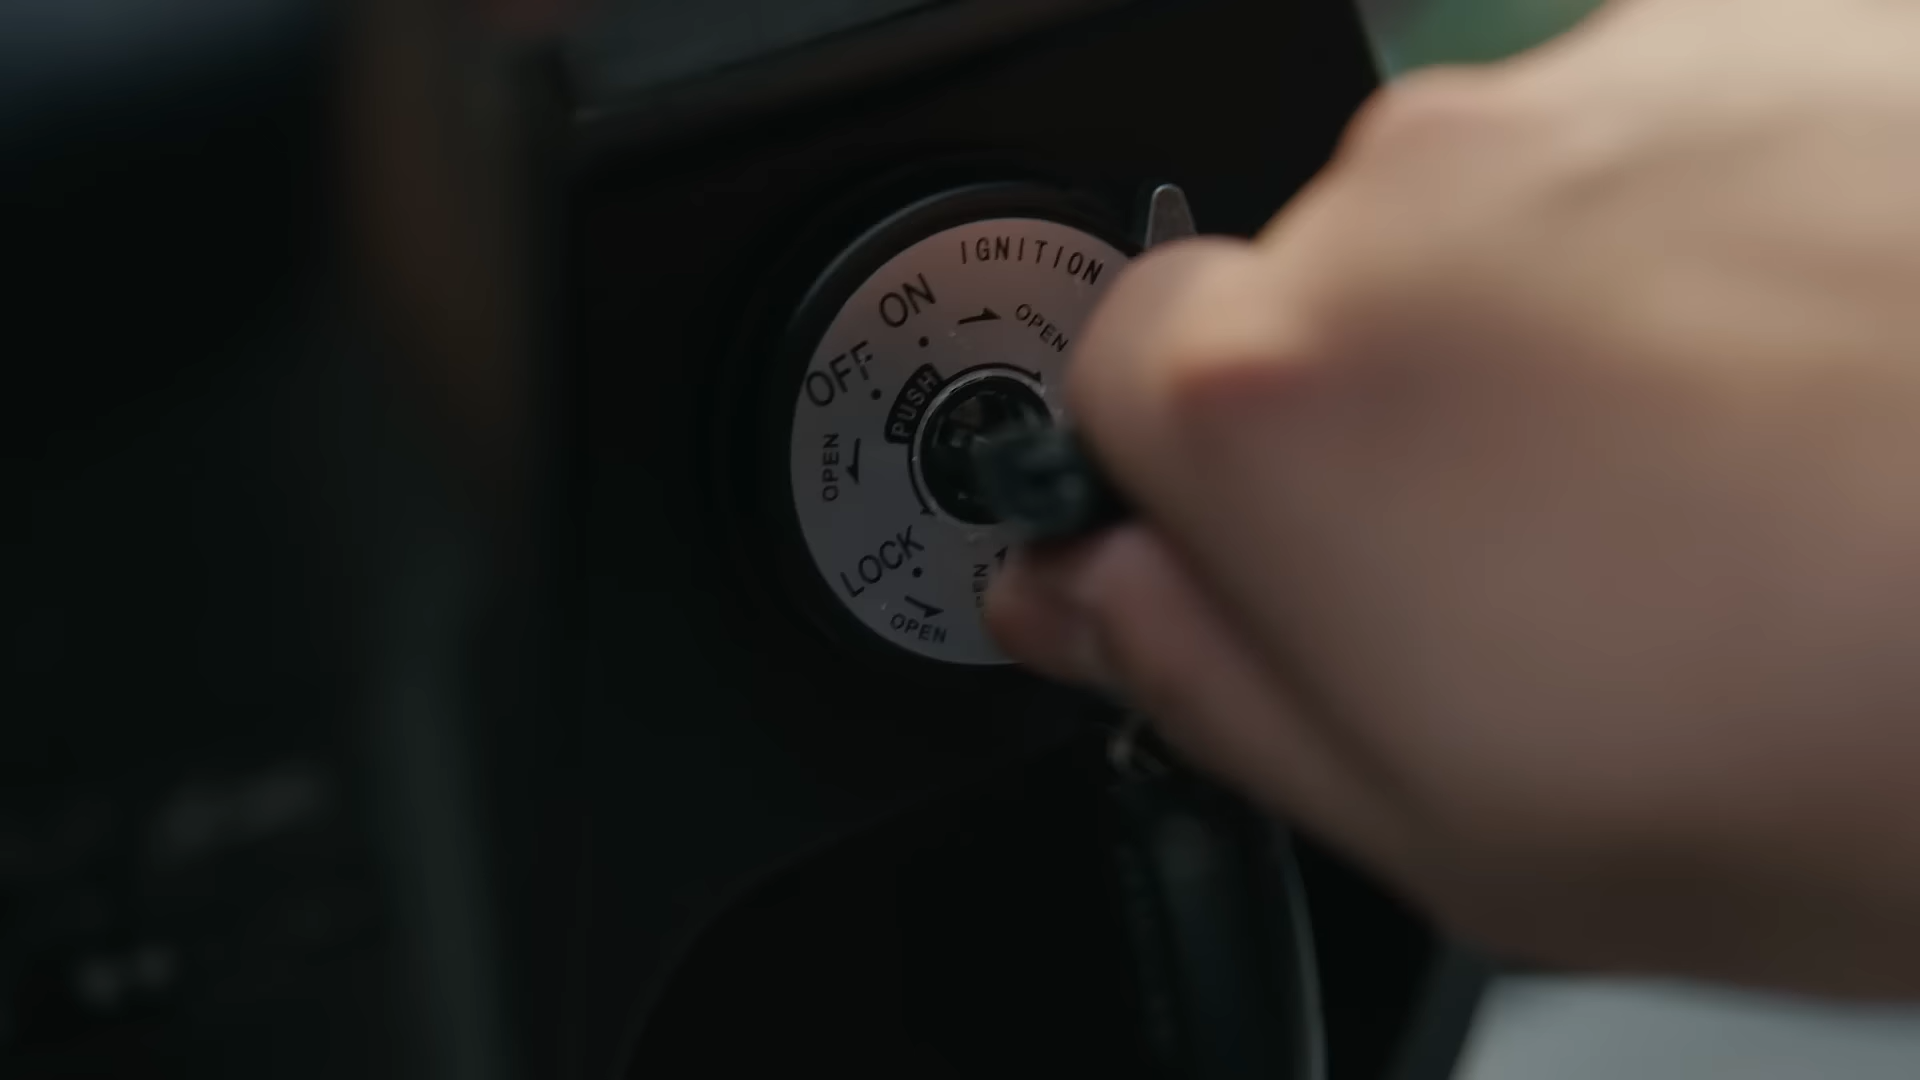 IGNITION
ON
OPEN
OFF
PUSH
OPEN
LOCK
OPEN